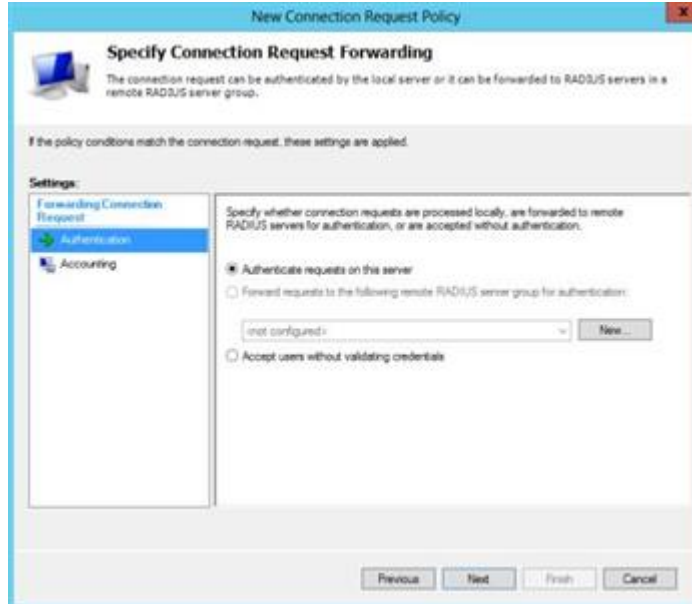 New Connection Request Policy
x
Specify Connection Request Forwarding
The connection request can be authenticated by the local server or it can be forwarded to RADIUS servers in a
remote RADIUS server group.
If the policy conditions match the connection request, these settings are applied.
Settings:
Forwarding Connection
Request
Authentication
Accounting
Specify whether connection requests are processed locally, are forwarded to remote
RADIUS servers for authentication, or are accepted without authentication.
Authenticate requests on this server
Forward requests to the following remote RADIUS server group for authentication:
<not configured>
New...
Accept users without validating credentials
Previous
Next
Finish
Cancel